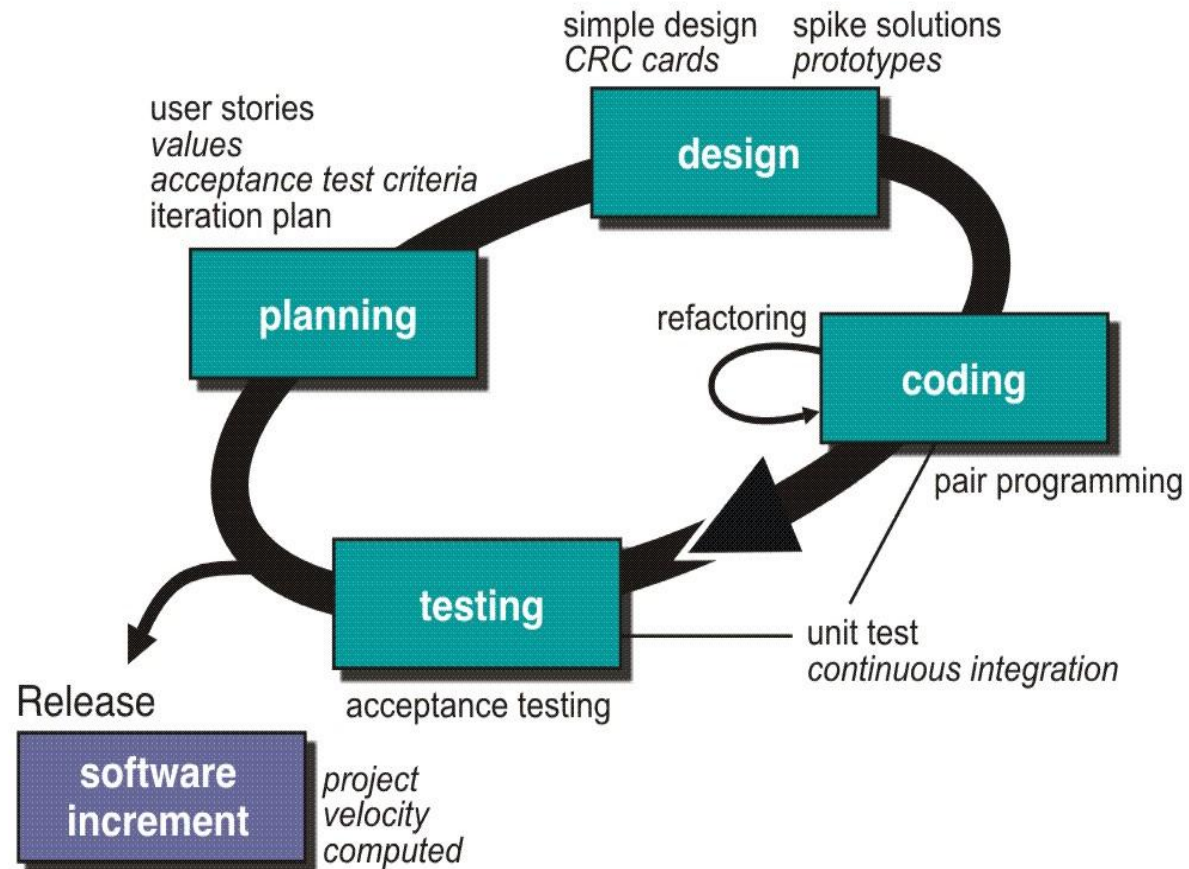 simple design
CRC cards
spike solutions
prototypes
user stories
values
acceptance test criteria
iteration plan
design
planning
refactoring
coding
pair programming
testing
unit test
continuous integration
acceptance testing
Release
software
increment
project
velocity
computed